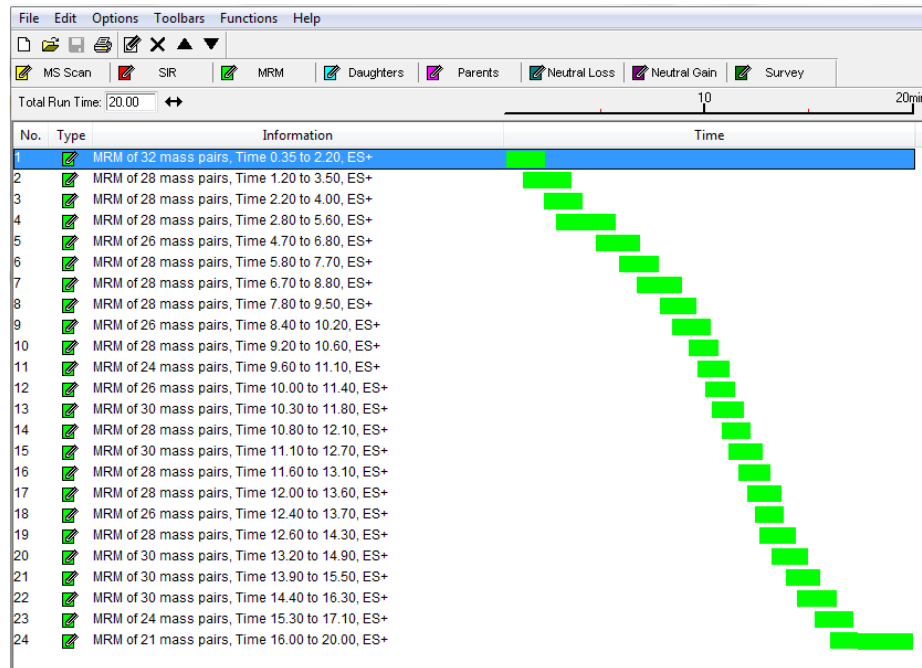 File Edit Options Toolbars Functions Help
MS Scan SIR MRM Daughters Parents Neutral Loss Neutral Gain Survey
Total Run Time: 20.00 10 20min
No. Type Information Time
1 MRM of 32 mass pairs, Time 0.35 to 2.20, ES+
2 MRM of 28 mass pairs, Time 1.20 to 3.50, ES+
3 MRM of 28 mass pairs, Time 2.20 to 4.00, ES+
4 MRM of 28 mass pairs, Time 2.80 to 5.60, ES+
5 MRM of 26 mass pairs, Time 4.70 to 6.80, ES+
6 MRM of 28 mass pairs, Time 5.80 to 7.70, ES+
7 MRM of 28 mass pairs, Time 6.70 to 8.80, ES+
8 MRM of 28 mass pairs, Time 7.80 to 9.50, ES+
9 MRM of 26 mass pairs, Time 8.40 to 10.20, ES+
10 MRM of 28 mass pairs, Time 9.20 to 10.60, ES+
11 MRM of 24 mass pairs, Time 9.60 to 11.10, ES+
12 MRM of 26 mass pairs, Time 10.00 to 11.40, ES+
13 MRM of 30 mass pairs, Time 10.30 to 11.80, ES+
14 MRM of 28 mass pairs, Time 10.80 to 12.10, ES+
15 MRM of 30 mass pairs, Time 11.10 to 12.70, ES+
16 MRM of 28 mass pairs, Time 11.60 to 13.10, ES+
17 MRM of 28 mass pairs, Time 12.00 to 13.60, ES+
18 MRM of 26 mass pairs, Time 12.40 to 13.70, ES+
19 MRM of 28 mass pairs, Time 12.60 to 14.30, ES+
20 MRM of 30 mass pairs, Time 13.20 to 14.90, ES+
21 MRM of 30 mass pairs, Time 13.90 to 15.50, ES+
22 MRM of 30 mass pairs, Time 14.40 to 16.30, ES+
23 MRM of 24 mass pairs, Time 15.30 to 17.10, ES+
24 MRM of 21 mass pairs, Time 16.00 to 20.00, ES+